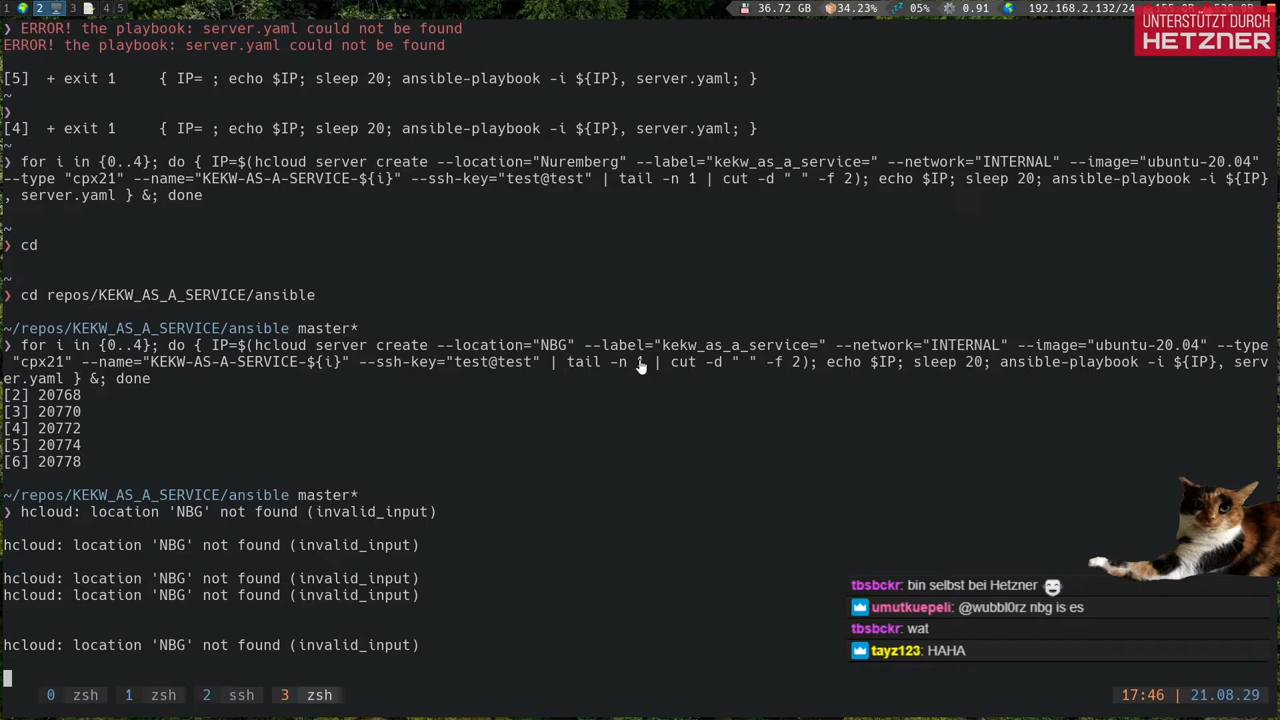 1 2 3 4 5 36.72 GB 34.23% 05% 0.91 192.168.2.132/24
UNTERSTÜTZT DURCH
HETZNER
❯ ERROR! the playbook: server.yaml could not be found
ERROR! the playbook: server.yaml could not be found
[5]  + exit 1     { IP= ; echo $IP; sleep 20; ansible-playbook -i ${IP}, server.yaml; }
~
❯
[4]  + exit 1     { IP= ; echo $IP; sleep 20; ansible-playbook -i ${IP}, server.yaml; }
~
❯ for i in {0..4}; do { IP=$(hcloud server create --location="Nuremberg" --label="kekw_as_a_service=" --network="INTERNAL" --image="ubuntu-20.04"
--type "cpx21" --name="KEKW-AS-A-SERVICE-${i}" --ssh-key="test@test" | tail -n 1 | cut -d " " -f 2); echo $IP; sleep 20; ansible-playbook -i ${IP}
, server.yaml } &; done
~
❯ cd
~
❯ cd repos/KEKW_AS_A_SERVICE/ansible
~/repos/KEKW_AS_A_SERVICE/ansible master*
❯ for i in {0..4}; do { IP=$(hcloud server create --location="NBG" --label="kekw_as_a_service=" --network="INTERNAL" --image="ubuntu-20.04" --type
"cpx21" --name="KEKW-AS-A-SERVICE-${i}" --ssh-key="test@test" | tail -n 1 | cut -d " " -f 2); echo $IP; sleep 20; ansible-playbook -i ${IP}, serv
er.yaml } &; done
[2] 20768
[3] 20770
[4] 20772
[5] 20774
[6] 20778
~/repos/KEKW_AS_A_SERVICE/ansible master*
❯ hcloud: location 'NBG' not found (invalid_input)
hcloud: location 'NBG' not found (invalid_input)
hcloud: location 'NBG' not found (invalid_input)
hcloud: location 'NBG' not found (invalid_input)
hcloud: location 'NBG' not found (invalid_input)
tbsbckr: bin selbst bei Hetzner
umutkuepeli: @wubbl0rz nbg is es
tbsbckr: wat
tayz123: HAHA
0 zsh 1 zsh 2 ssh 3 zsh 17:46 | 21.08.29